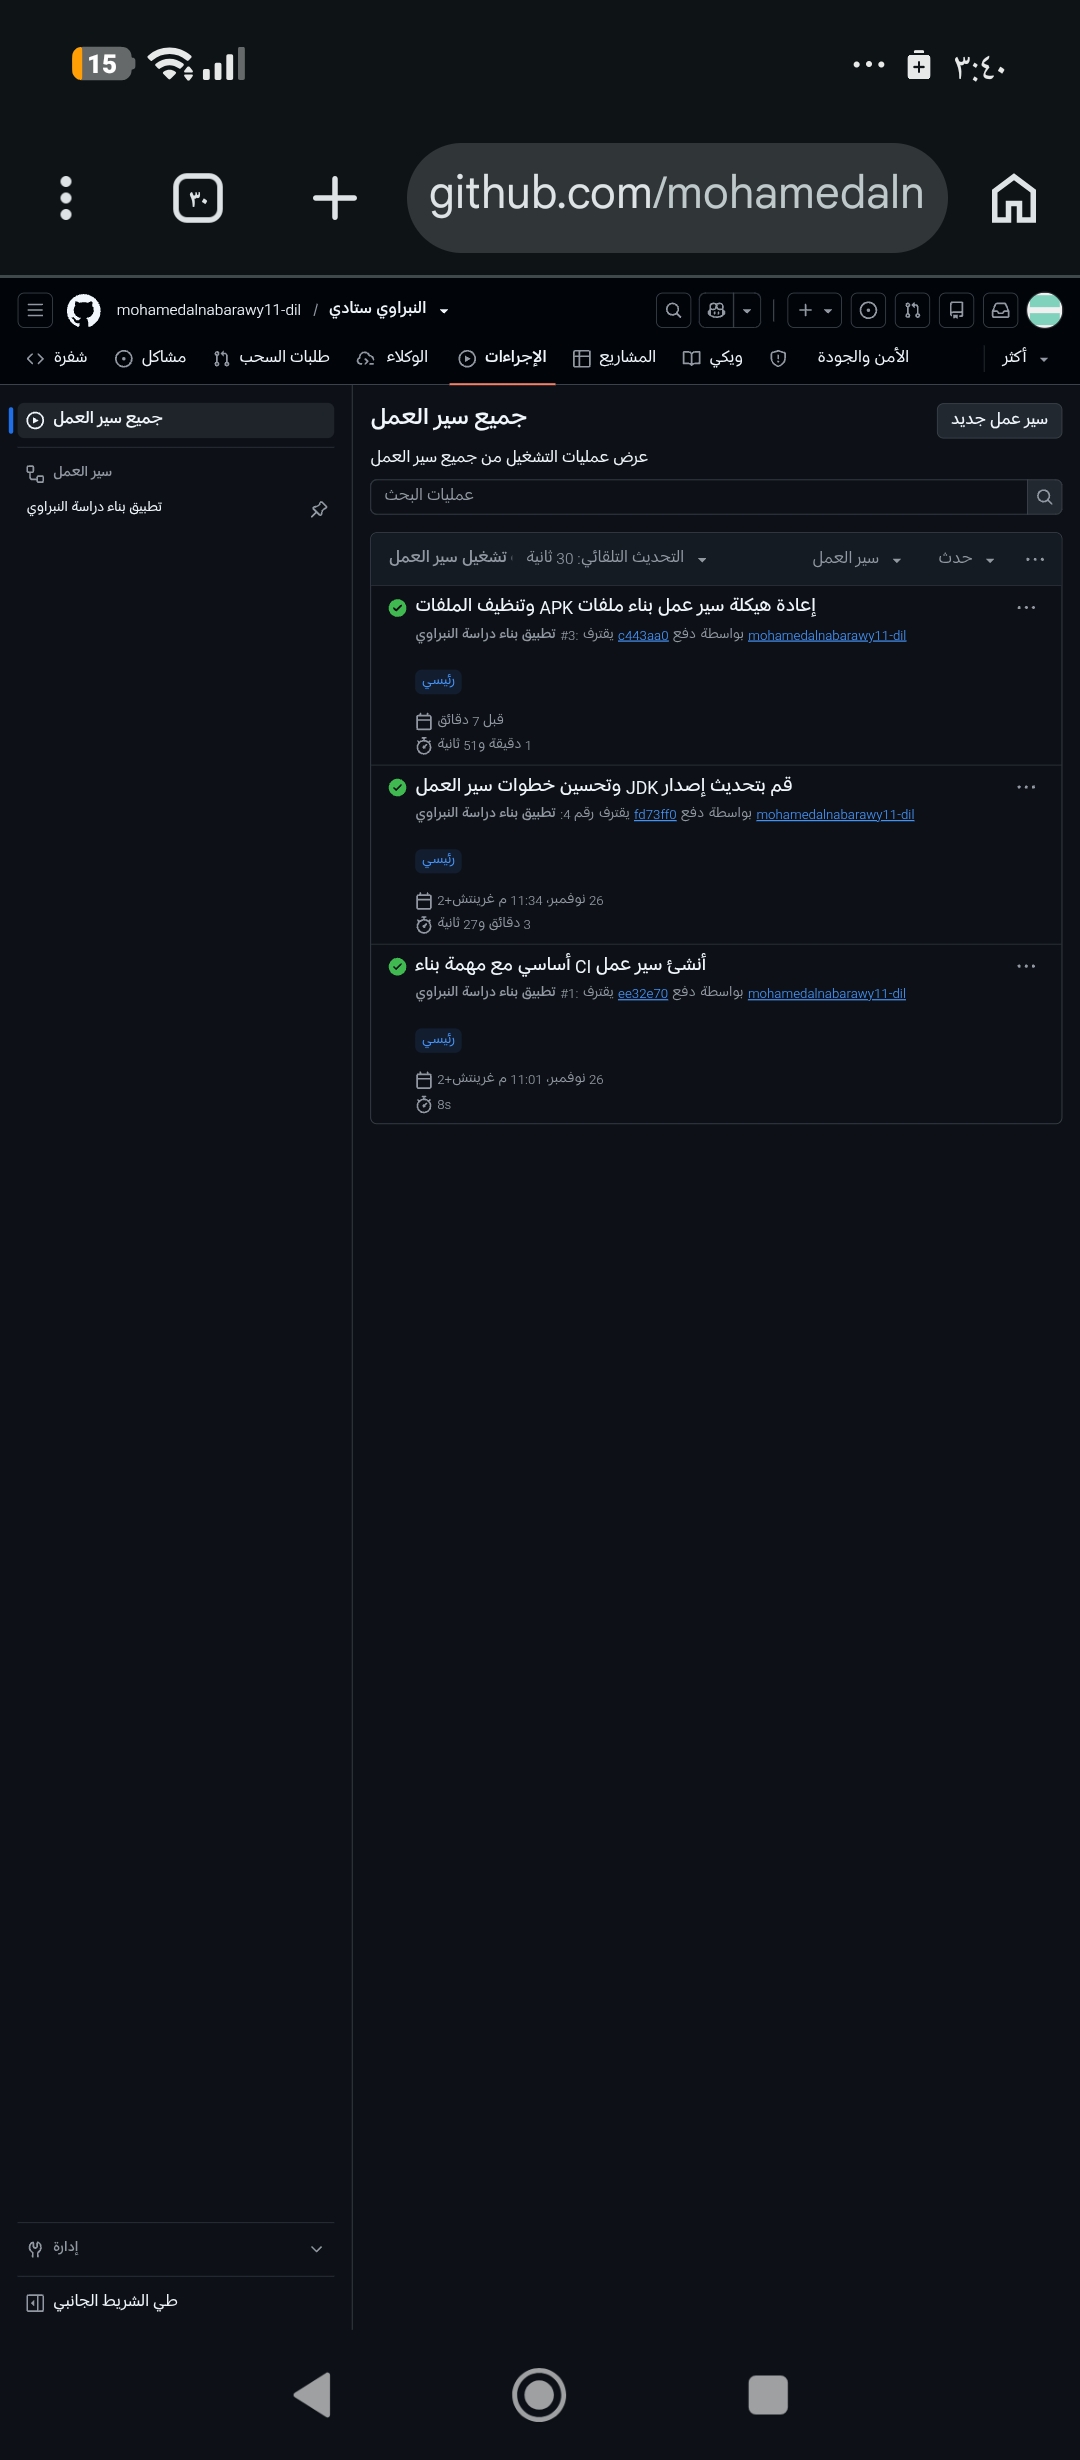 15
٣:٤٠
٣٠
github.com/mohamedaln
mohamedalnabarawy11-dil / النبراوي ستادي
شفرة
مشاكل
طلبات السحب
الوكلاء
الإجراءات
المشاريع
ويكي
الأمن والجودة
أكثر
جميع سير العمل
سير العمل
تطبيق بناء دراسة النبراوي
جميع سير العمل
سير عمل جديد
عرض عمليات التشغيل من جميع سير العمل
عمليات البحث
تشغيل سير العمل
التحديث التلقائي: 30 ثانية
سير العمل
حدث
إعادة هيكلة سير عمل بناء ملفات APK وتنظيف الملفات
تطبيق بناء دراسة النبراوي #3: يقترف c443aa0 بواسطة دفع mohamedalnabarawy11-dil
رئيسي
قبل 7 دقائق
1 دقيقة و51 ثانية
قم بتحديث إصدار JDK وتحسين خطوات سير العمل
تطبيق بناء دراسة النبراوي :4 يقترف رقم fd73ff0 بواسطة دفع mohamedalnabarawy11-dil
رئيسي
26 نوفمبر، 11:34 م غرينتش+2
3 دقائق و27 ثانية
أنشئ سير عمل CI أساسي مع مهمة بناء
تطبيق بناء دراسة النبراوي #1: يقترف ee32e70 بواسطة دفع mohamedalnabarawy11-dil
رئيسي
26 نوفمبر، 11:01 م غرينتش+2
8s
إدارة
طي الشريط الجانبي